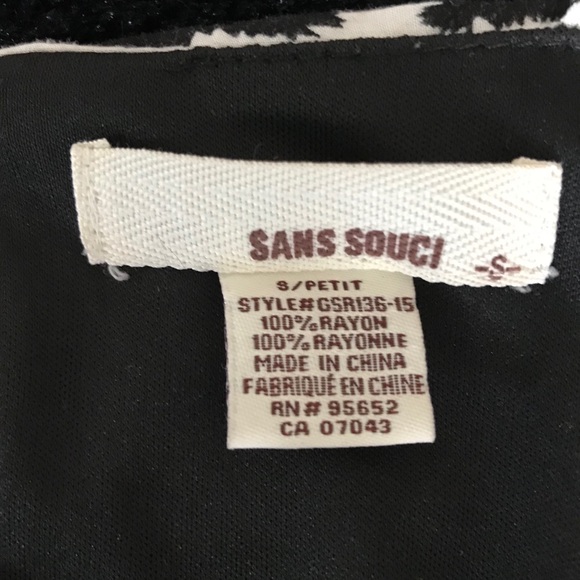 SANS SOUCI -S-
S/PETIT
STYLE#GSR136-15
100% RAYON
100% RAYONNE
MADE IN CHINA
FABRIQUÉ EN CHINE
RN# 95652
CA 07043